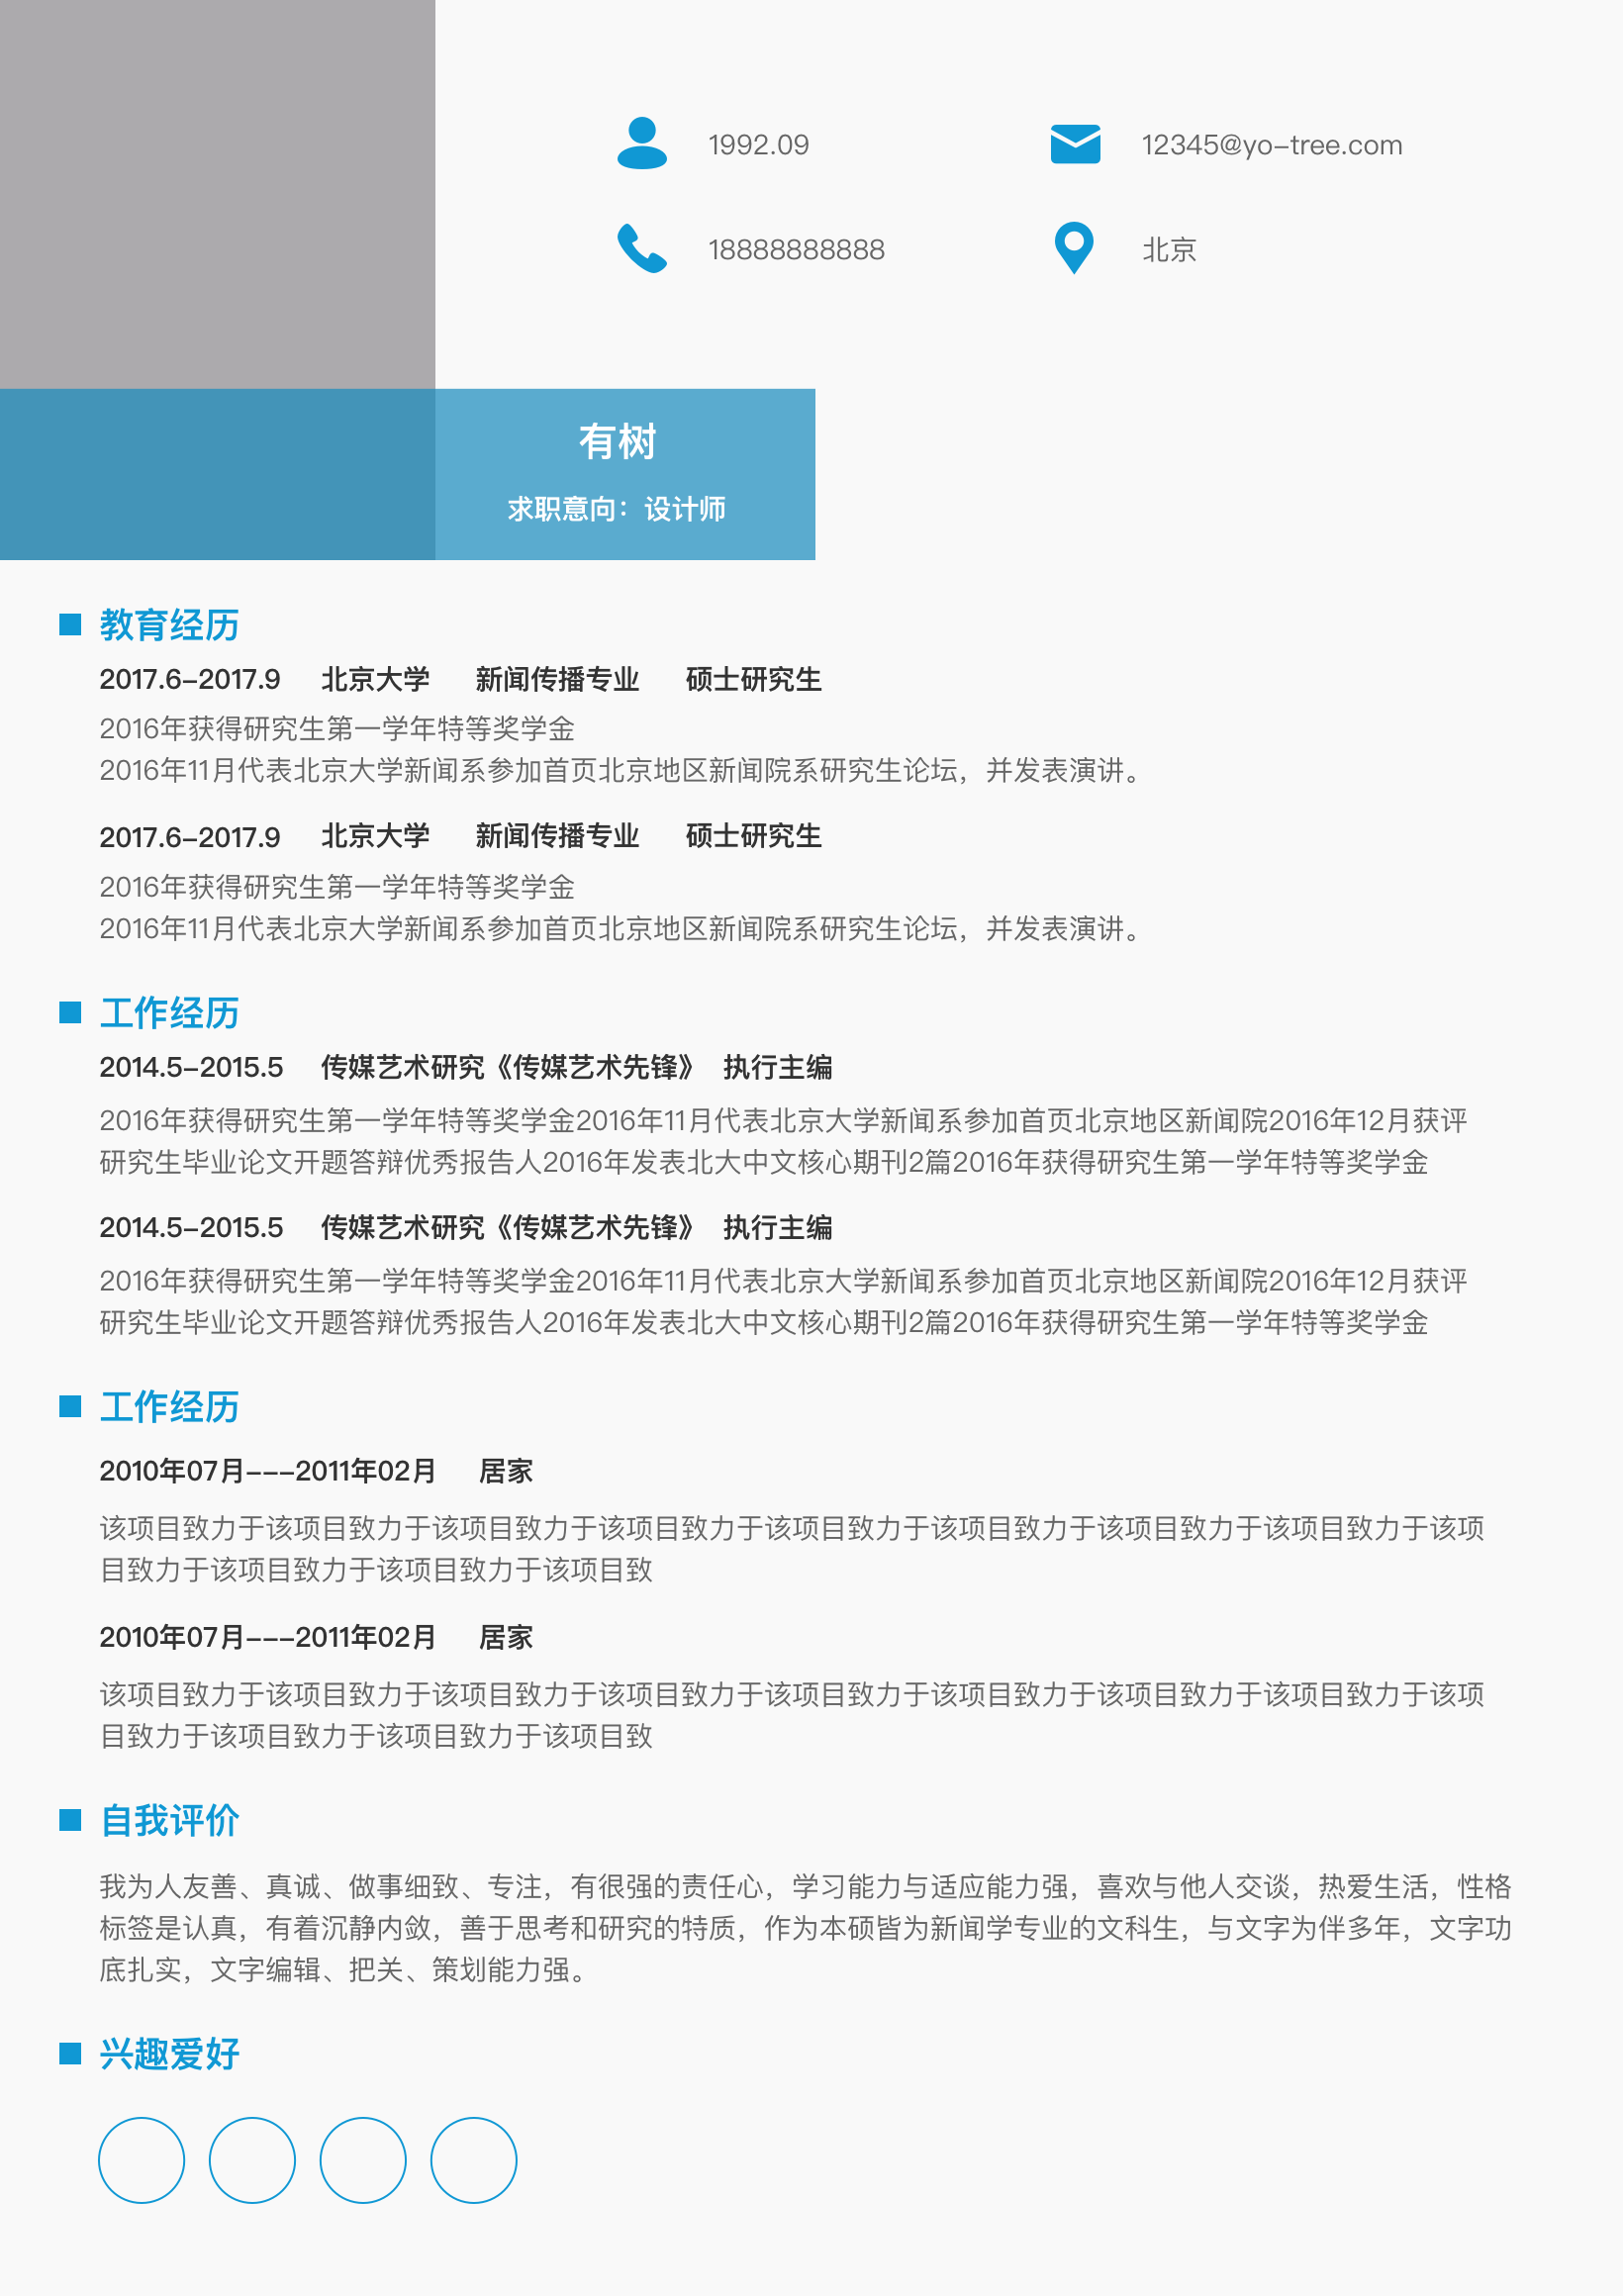 1992.09
12345@yo-tree.com
18888888888
北京
有树
求职意向：设计师
教育经历
2017.6-2017.9 北京大学 新闻传播专业 硕士研究生
2016年获得研究生第一学年特等奖学金
2016年11月代表北京大学新闻系参加首页北京地区新闻院系研究生论坛，并发表演讲。
2017.6-2017.9 北京大学 新闻传播专业 硕士研究生
2016年获得研究生第一学年特等奖学金
2016年11月代表北京大学新闻系参加首页北京地区新闻院系研究生论坛，并发表演讲。
工作经历
2014.5-2015.5 传媒艺术研究《传媒艺术先锋》 执行主编
2016年获得研究生第一学年特等奖学金2016年11月代表北京大学新闻系参加首页北京地区新闻院2016年12月获评
研究生毕业论文开题答辩优秀报告人2016年发表北大中文核心期刊2篇2016年获得研究生第一学年特等奖学金
2014.5-2015.5 传媒艺术研究《传媒艺术先锋》 执行主编
2016年获得研究生第一学年特等奖学金2016年11月代表北京大学新闻系参加首页北京地区新闻院2016年12月获评
研究生毕业论文开题答辩优秀报告人2016年发表北大中文核心期刊2篇2016年获得研究生第一学年特等奖学金
工作经历
2010年07月---2011年02月 居家
该项目致力于该项目致力于该项目致力于该项目致力于该项目致力于该项目致力于该项目致力于该项目致力于该项
目致力于该项目致力于该项目致力于该项目致
2010年07月---2011年02月 居家
该项目致力于该项目致力于该项目致力于该项目致力于该项目致力于该项目致力于该项目致力于该项目致力于该项
目致力于该项目致力于该项目致力于该项目致
自我评价
我为人友善、真诚、做事细致、专注，有很强的责任心，学习能力与适应能力强，喜欢与他人交谈，热爱生活，性格
标签是认真，有着沉静内敛，善于思考和研究的特质，作为本硕皆为新闻学专业的文科生，与文字为伴多年，文字功
底扎实，文字编辑、把关、策划能力强。
兴趣爱好